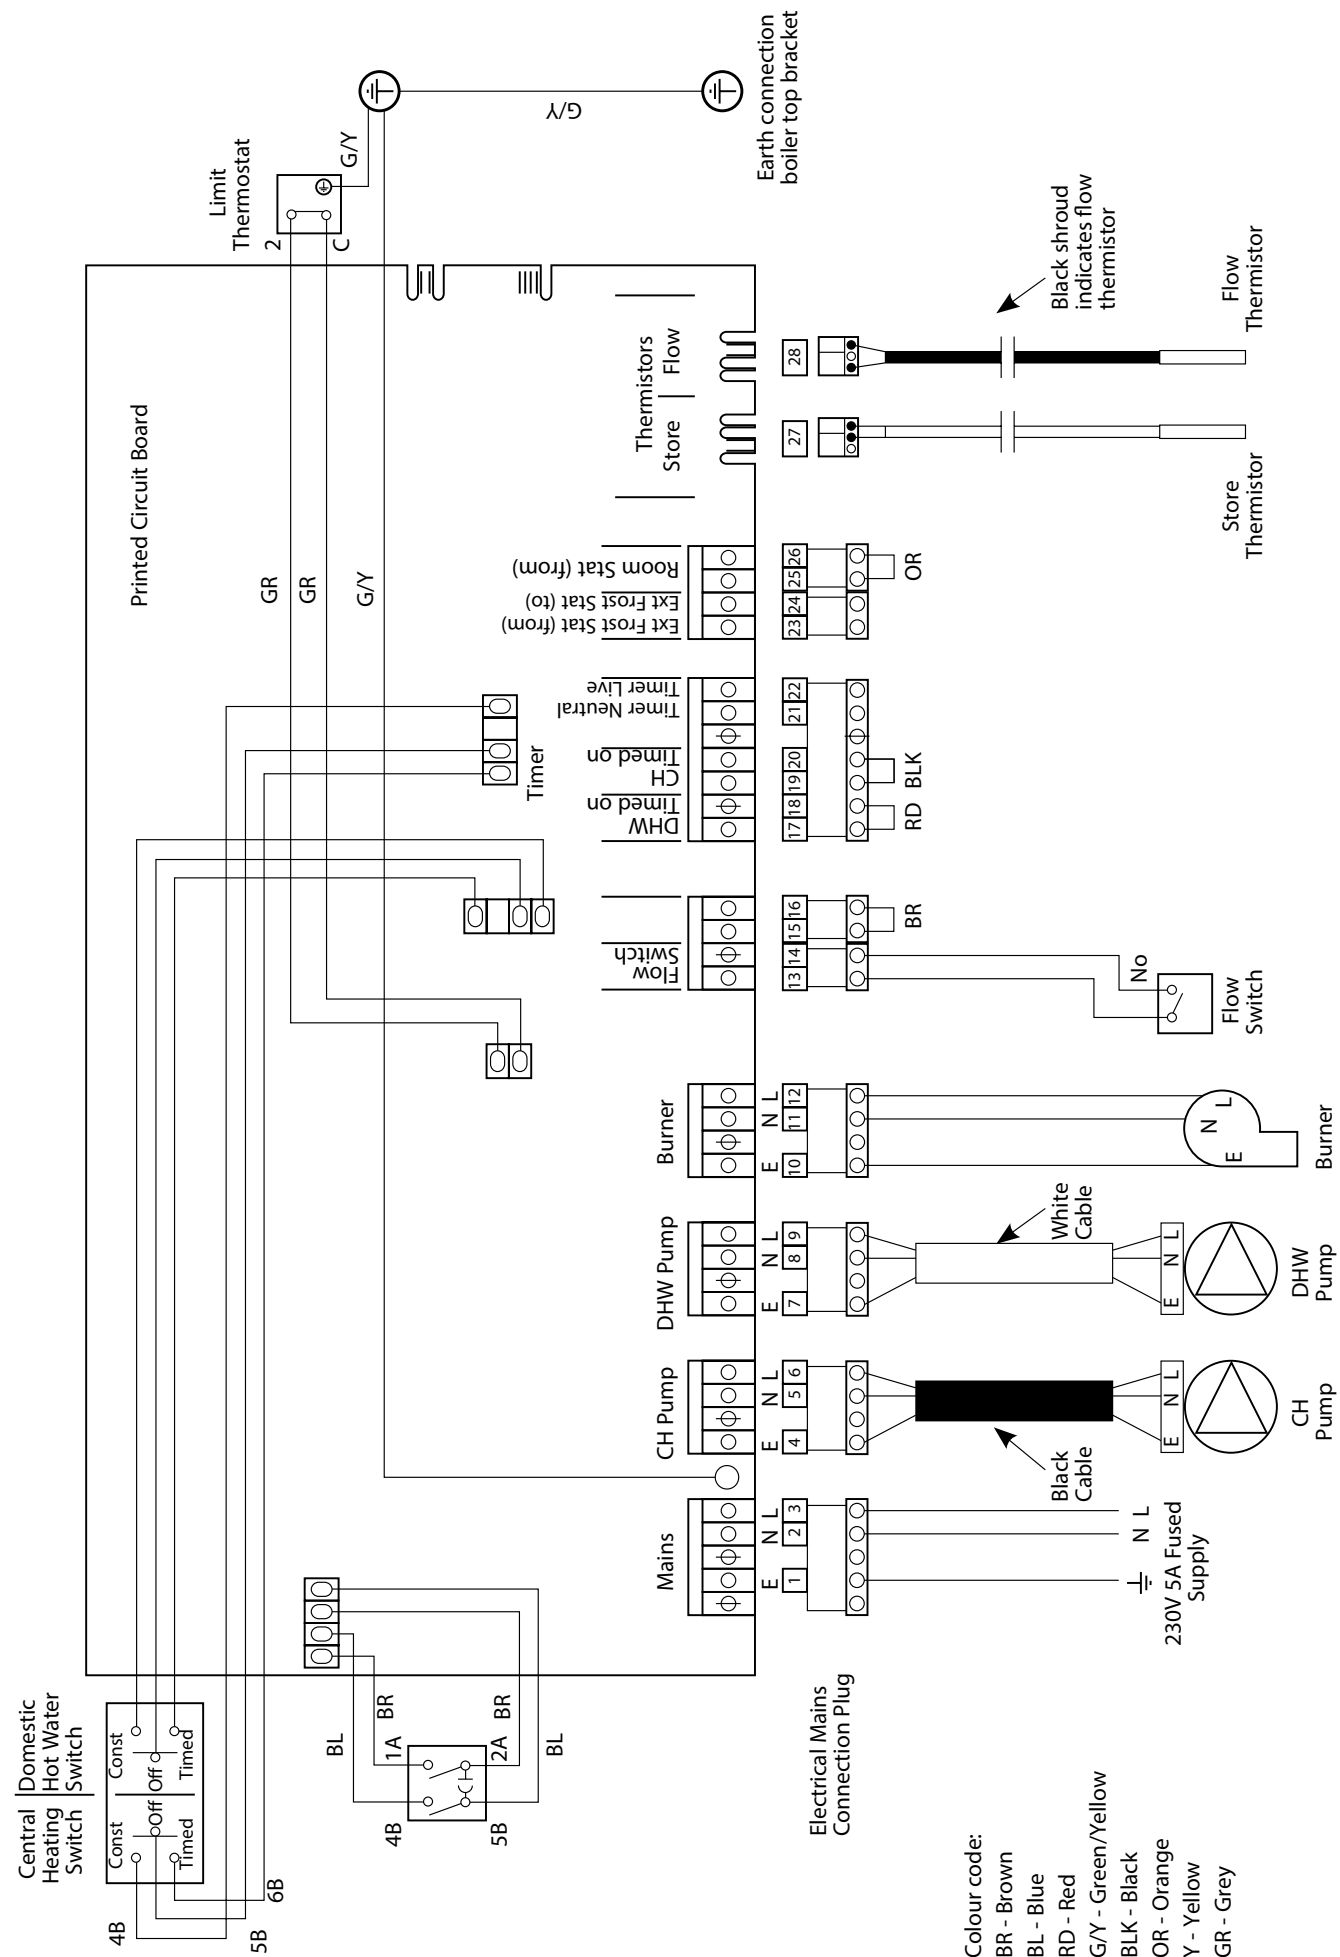 Central
Heating
Switch
Domestic
Hot Water
Switch
Const
Off
Timed
Const
Off
Timed
4B
5B
6B
Printed Circuit Board
Limit
Thermostat
2
C
G/Y
G/Y
GR
GR
G/Y
Earth connection
boiler top bracket
BL
BR
1A
4B
2A
5B
BR
BL
Timer
Mains
CH Pump
DHW Pump
Burner
Flow
Switch
DHW
Timed on
CH
Timed on
Timer Neutral
Timer Live
Ext Frost Stat (from)
Ext Frost Stat (to)
Room Stat (from)
Thermistors
Store
Flow
E N L
E N L
E N L
E N L
1 2 3
4 5 6
7 8 9
10 11 12
13 14 15 16
17 18 19 20 21 22
23 24 25 26
27
28
BR
RD
BLK
OR
Electrical Mains
Connection Plug
N L
230V 5A Fused
Supply
Black
Cable
E N L
CH
Pump
White
Cable
E N L
DHW
Pump
E
N
L
Burner
No
Flow
Switch
Store
Thermistor
Black shroud
indicates flow
thermistor
Flow
Thermistor
Colour code:
BR - Brown
BL - Blue
RD - Red
G/Y - Green/Yellow
BLK - Black
OR - Orange
Y - Yellow
GR - Grey